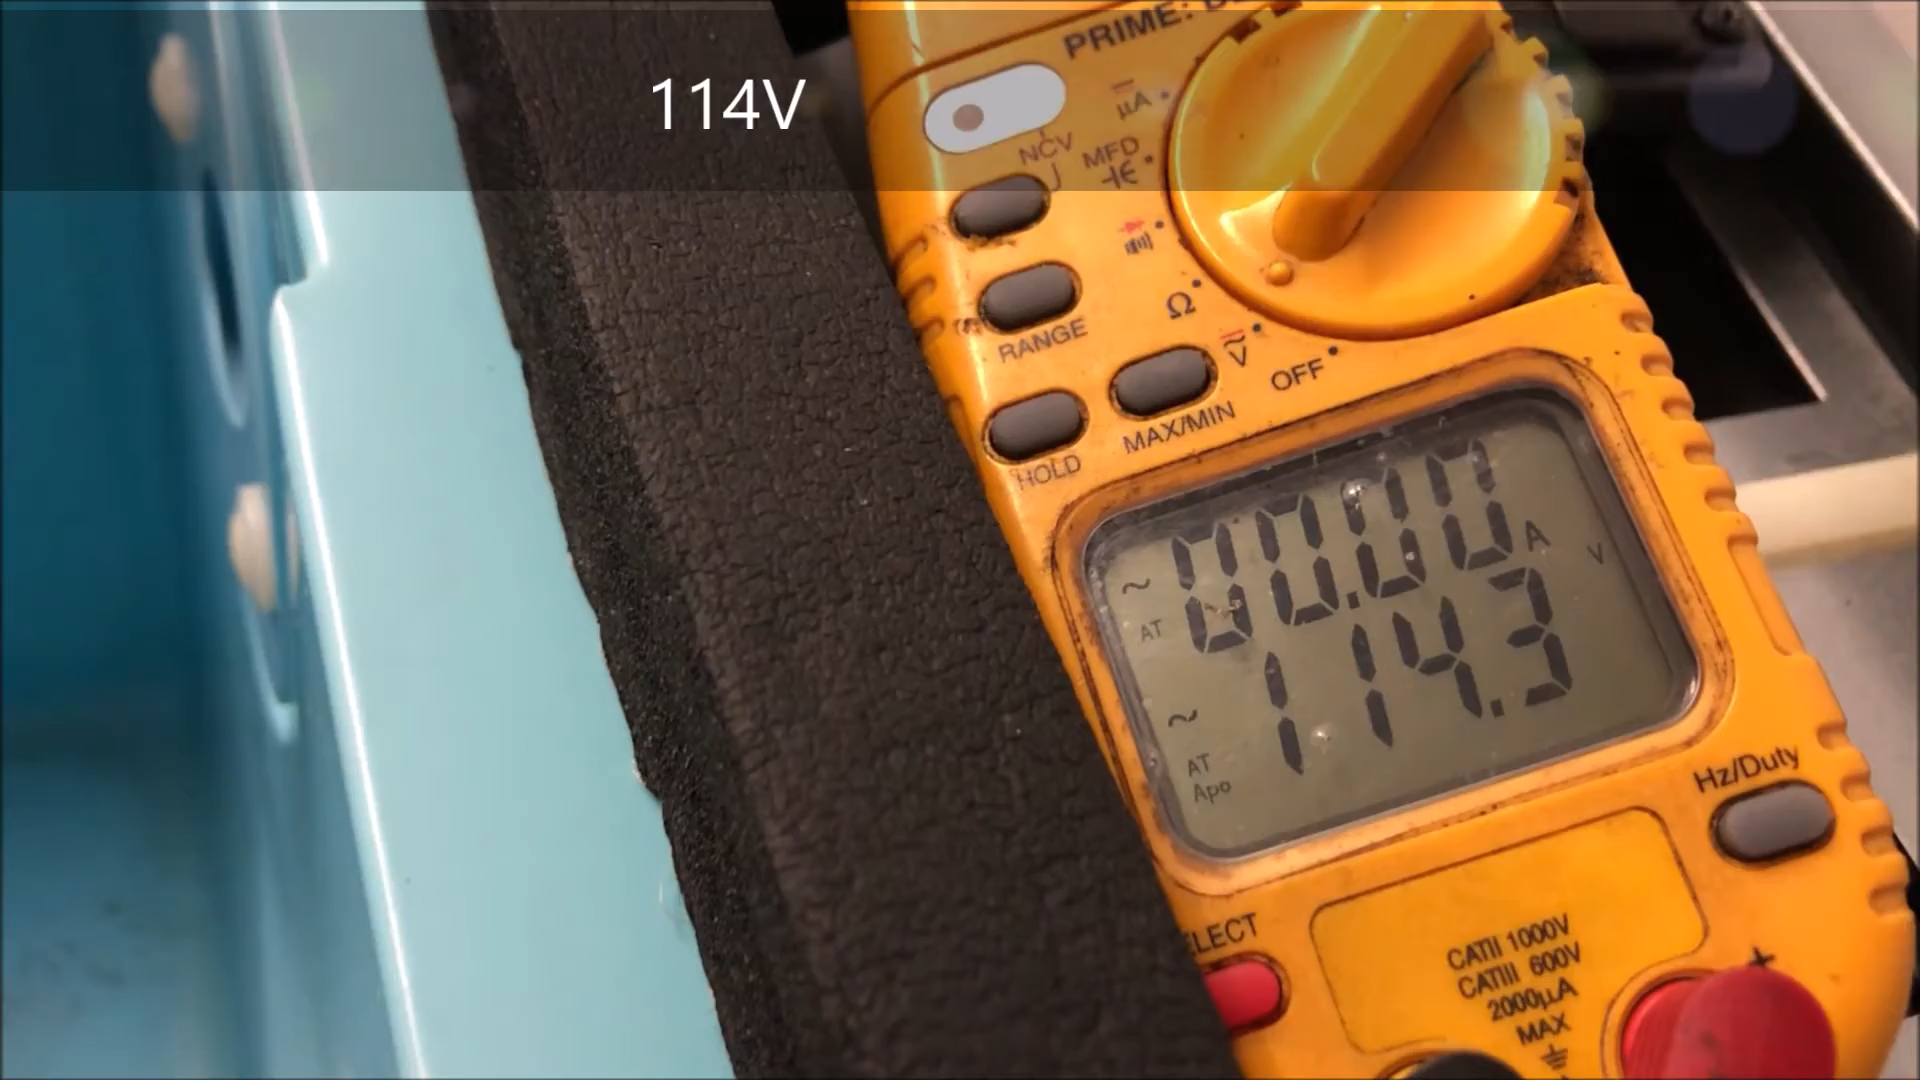 114V
PRIME:
µA
NCV
MFD
Ω
RANGE
V
OFF
MAX/MIN
HOLD
~ 00.00 A V
AT
~ 114.3
AT
Apo
Hz/Duty
ELECT
CATII 1000V
CATIII 600V
2000µA
MAX
+